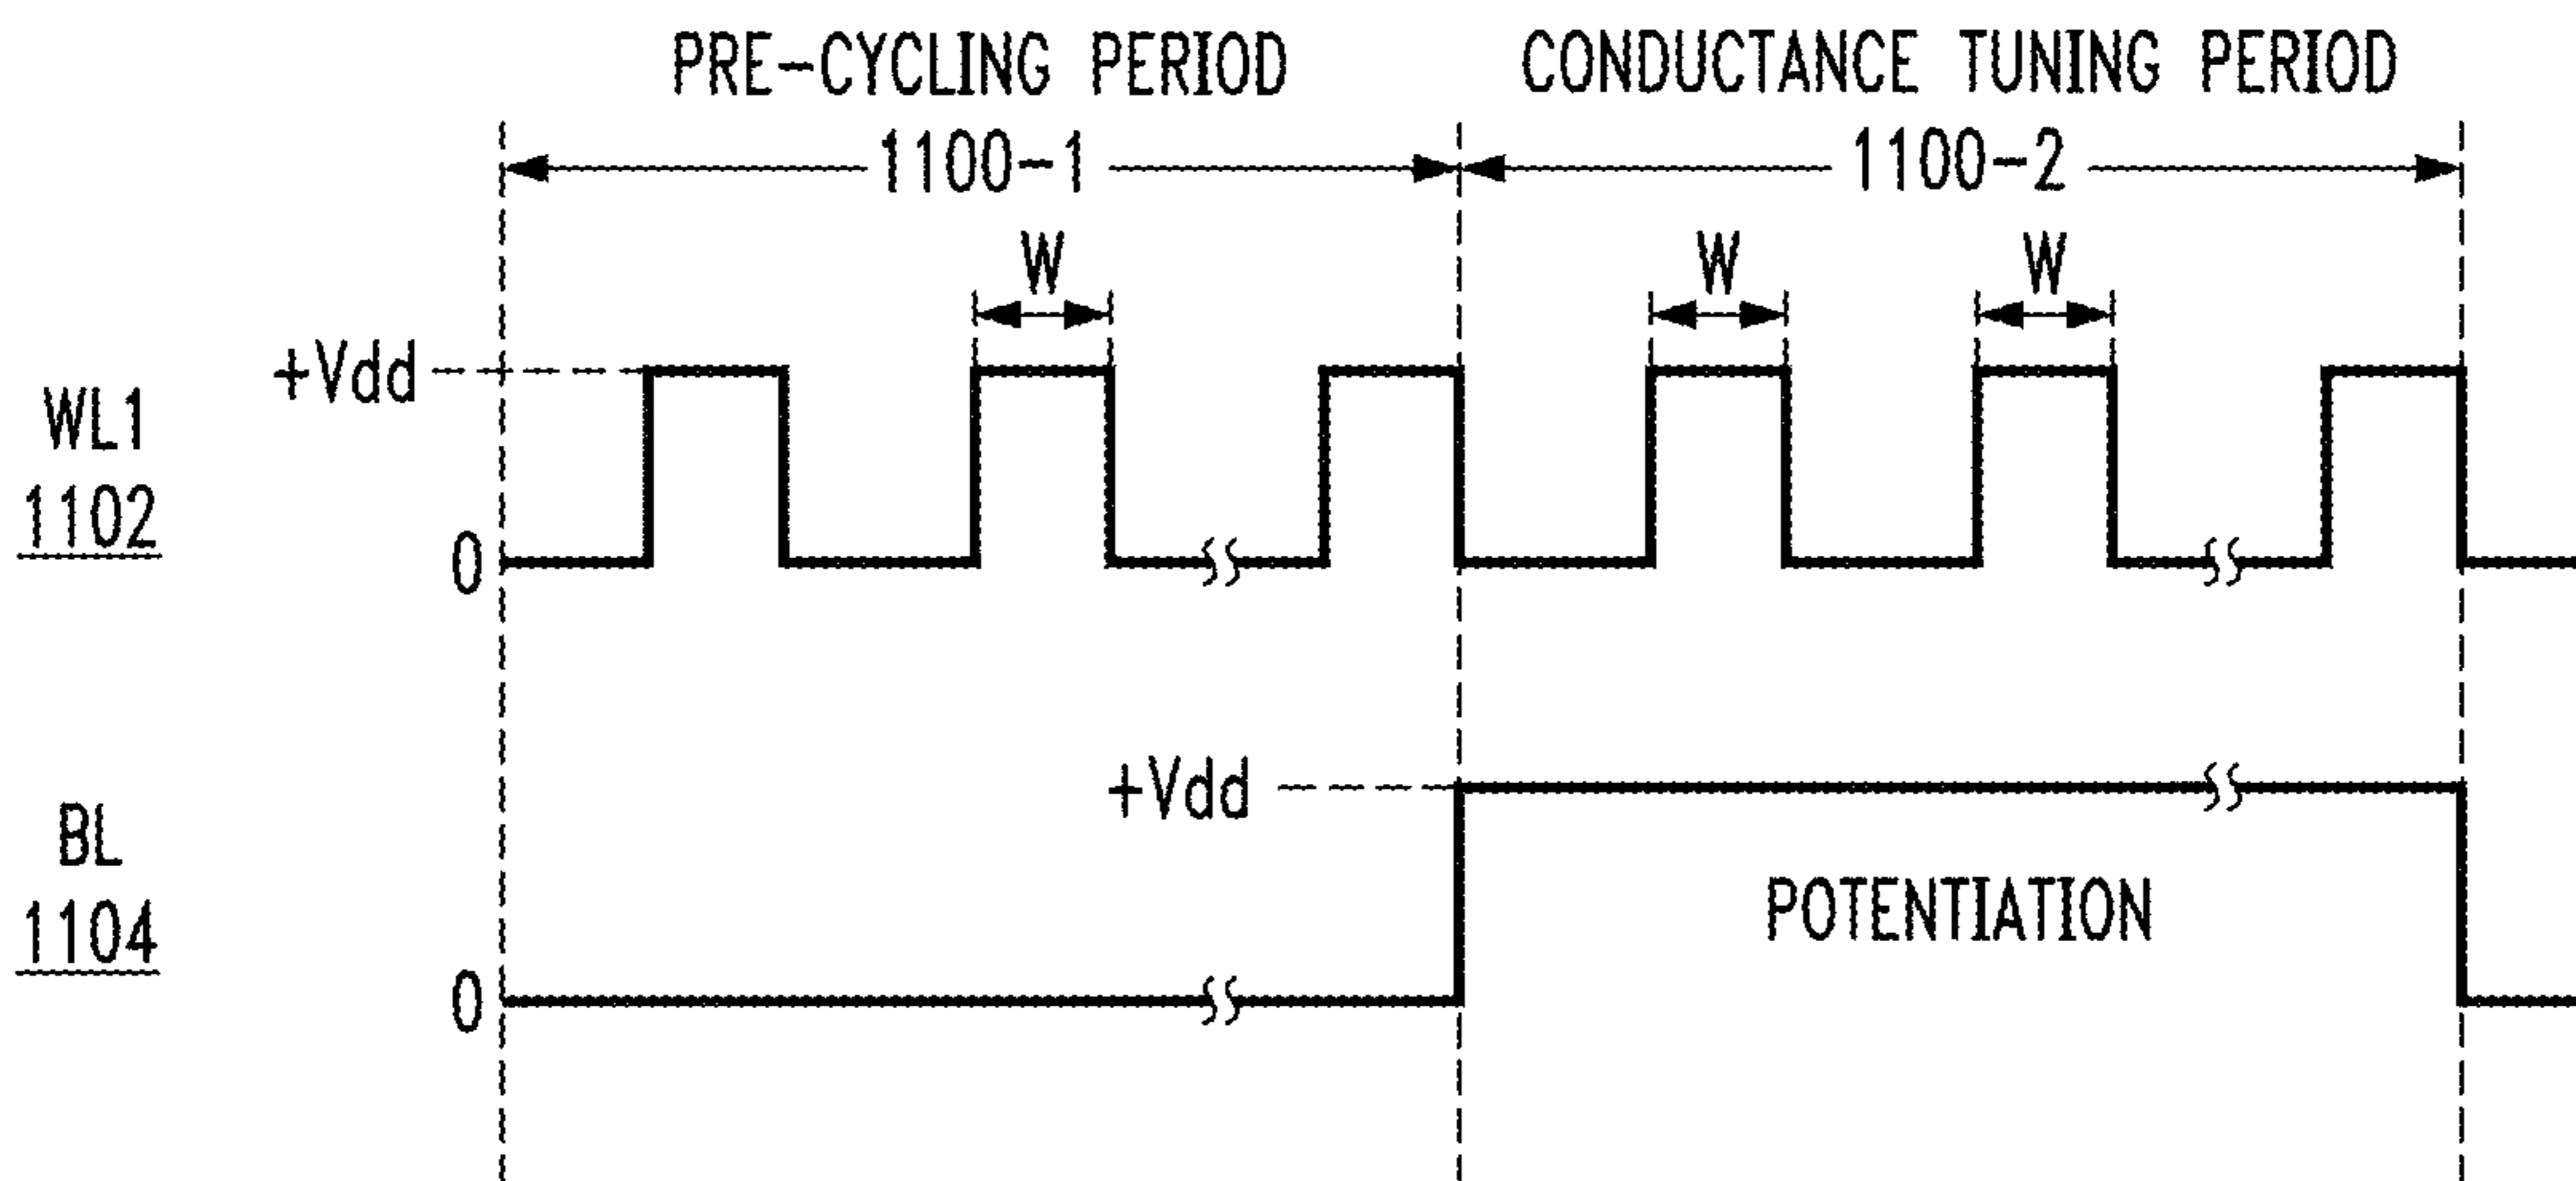 PRE-CYCLING PERIOD
1100-1
CONDUCTANCE TUNING PERIOD
1100-2
W
W
W
+Vdd
WL1
1102
0
+Vdd
BL
1104
POTENTIATION
0